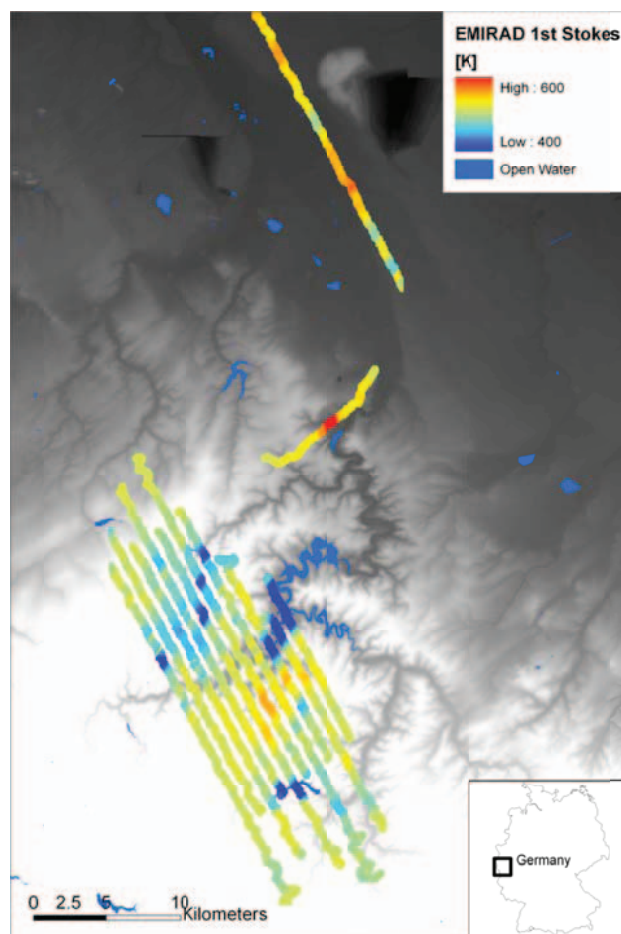 EMIRAD 1st Stokes
[K]
High : 600
Low : 400
Open Water
Germany
0 2.5 5 10
Kilometers